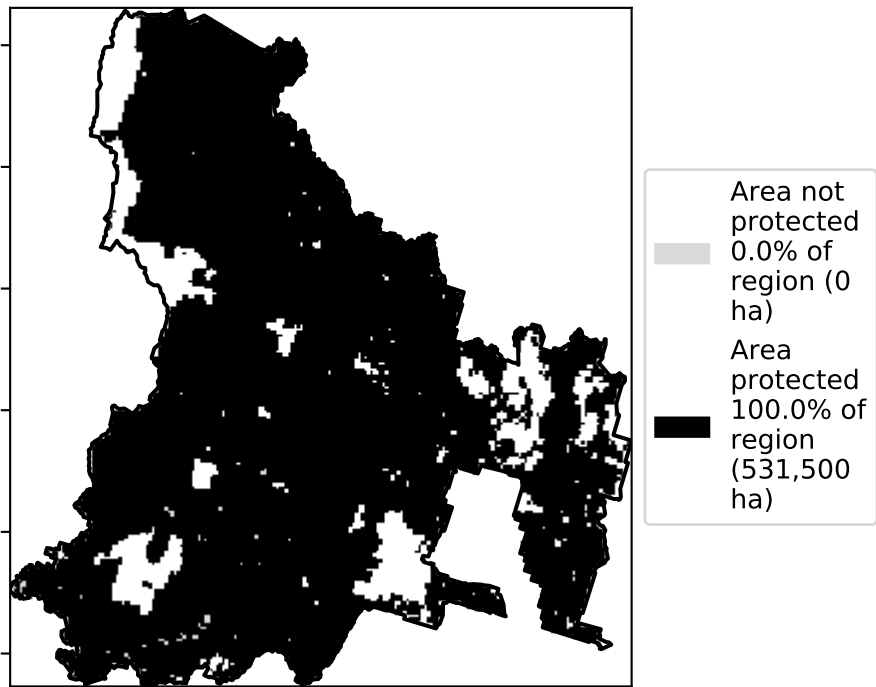 Area not
protected
0.0% of
region (0
ha)
Area
protected
100.0% of
region
(531,500
ha)